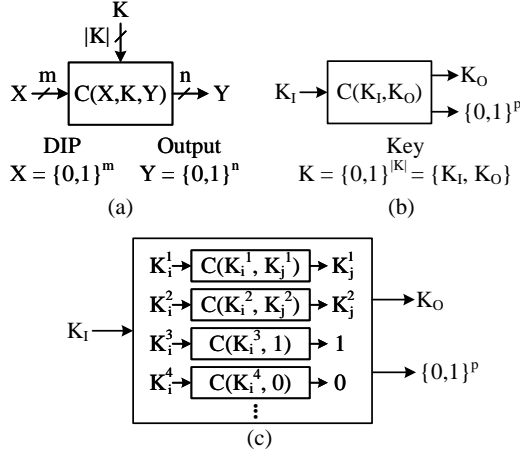 K
|K|
m
n
X
C(X,K,Y)
Y
DIP
Output
X = {0,1}^m
Y = {0,1}^n
(a)
K_I
C(K_I,K_O)
K_O
{0,1}^p
Key
K = {0,1}^|K| = {K_I, K_O}
(b)
K_I
K_i^1 C(K_i^1, K_j^1) K_j^1
K_i^2 C(K_i^2, K_j^2) K_j^2
K_i^3 C(K_i^3, 1) 1
K_i^4 C(K_i^4, 0) 0
⋮
K_O
{0,1}^p
(c)